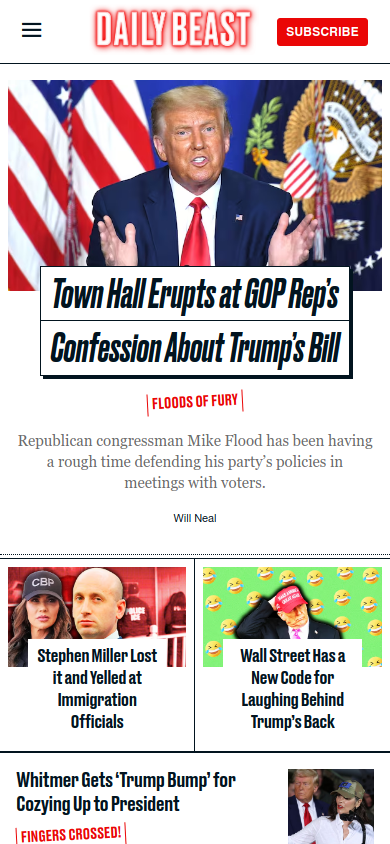 DAILY BEAST
SUBSCRIBE
Town Hall Erupts at GOP Rep's
Confession About Trump's Bill
FLOODS OF FURY
Republican congressman Mike Flood has been having
a rough time defending his party's policies in
meetings with voters.
Will Neal
CBP
POLICE
ICE
Stephen Miller Lost
it and Yelled at
Immigration
Officials
Wall Street Has a
New Code for
Laughing Behind
Trump's Back
Whitmer Gets 'Trump Bump' for
Cozying Up to President
FINGERS CROSSED!